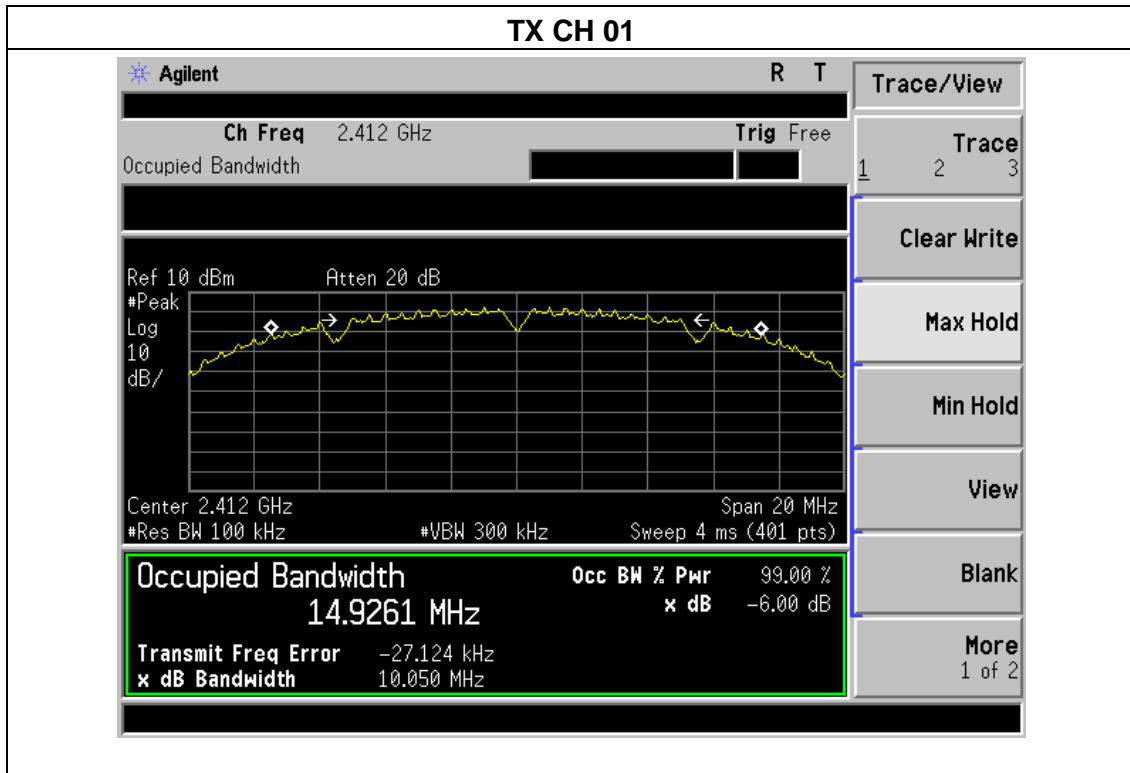 TX CH 01
Agilent R T
Ch Freq 2.412 GHz Trig Free
Occupied Bandwidth
Ref 10 dBm Atten 20 dB
#Peak
Log
10
dB/
Center 2.412 GHz Span 20 MHz
#Res BW 100 kHz #VBW 300 kHz Sweep 4 ms (401 pts)
Occupied Bandwidth
14.9261 MHz
Occ BW % Pwr 99.00 %
x dB -6.00 dB
Transmit Freq Error -27.124 kHz
x dB Bandwidth 10.050 MHz
Trace/View
Trace
1 2 3
Clear Write
Max Hold
Min Hold
View
Blank
More
1 of 2